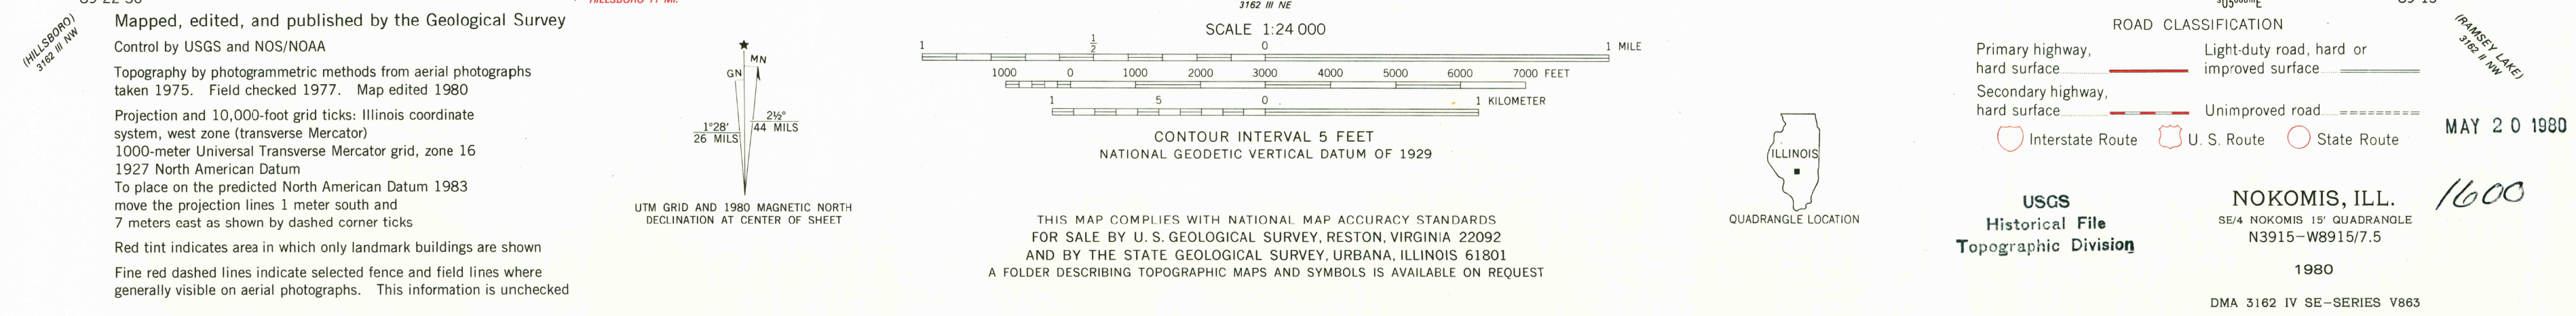 (HILLSBORO)
3162 III NW
Mapped, edited, and published by the Geological Survey
Control by USGS and NOS/NOAA
Topography by photogrammetric methods from aerial photographs
taken 1975. Field checked 1977. Map edited 1980
Projection and 10,000-foot grid ticks: Illinois coordinate
system, west zone (transverse Mercator)
1000-meter Universal Transverse Mercator grid, zone 16
1927 North American Datum
To place on the predicted North American Datum 1983
move the projection lines 1 meter south and
7 meters east as shown by dashed corner ticks
Red tint indicates area in which only landmark buildings are shown
Fine red dashed lines indicate selected fence and field lines where
generally visible on aerial photographs. This information is unchecked
MN
GN
1°28′
26 MILS
2½°
44 MILS
UTM GRID AND 1980 MAGNETIC NORTH
DECLINATION AT CENTER OF SHEET
3162 III NE
SCALE 1:24 000
1 ½ 0 1 MILE
1000 0 1000 2000 3000 4000 5000 6000 7000 FEET
1 5 0 1 KILOMETER
CONTOUR INTERVAL 5 FEET
NATIONAL GEODETIC VERTICAL DATUM OF 1929
THIS MAP COMPLIES WITH NATIONAL MAP ACCURACY STANDARDS
FOR SALE BY U. S. GEOLOGICAL SURVEY, RESTON, VIRGINIA 22092
AND BY THE STATE GEOLOGICAL SURVEY, URBANA, ILLINOIS 61801
A FOLDER DESCRIBING TOPOGRAPHIC MAPS AND SYMBOLS IS AVAILABLE ON REQUEST
ILLINOIS
QUADRANGLE LOCATION
ROAD CLASSIFICATION
Primary highway,
hard surface
Light-duty road, hard or
improved surface
Secondary highway,
hard surface
Unimproved road
Interstate Route
U. S. Route
State Route
(RAMSEY LAKE)
3162 II NW
MAY 20 1980
USGS
Historical File
Topographic Division
NOKOMIS, ILL.
SE/4 NOKOMIS 15′ QUADRANGLE
N3915–W8915/7.5
1980
DMA 3162 IV SE–SERIES V863
1600